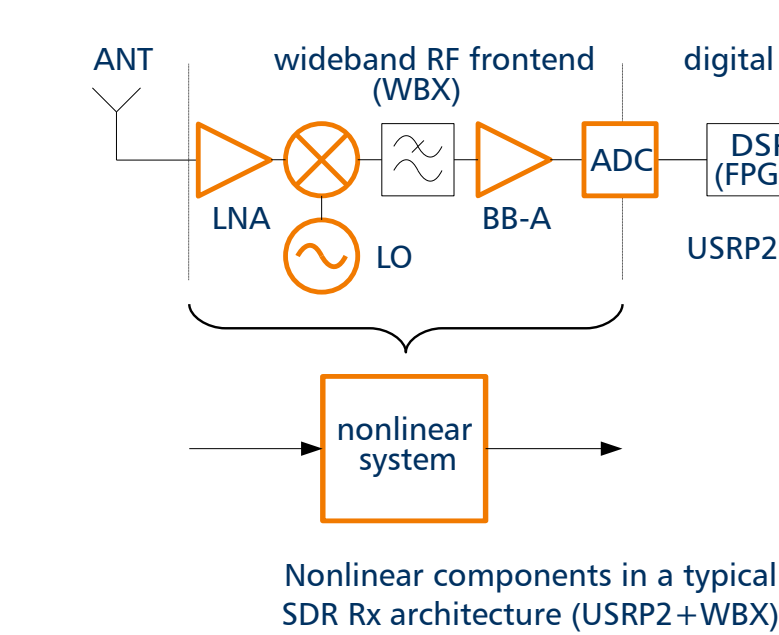 ANT
wideband RF frontend
(WBX)
digital
LNA
BB-A
ADC
LO
USRP2
nonlinear
system
Nonlinear components in a typical
SDR Rx architecture (USRP2+WBX)